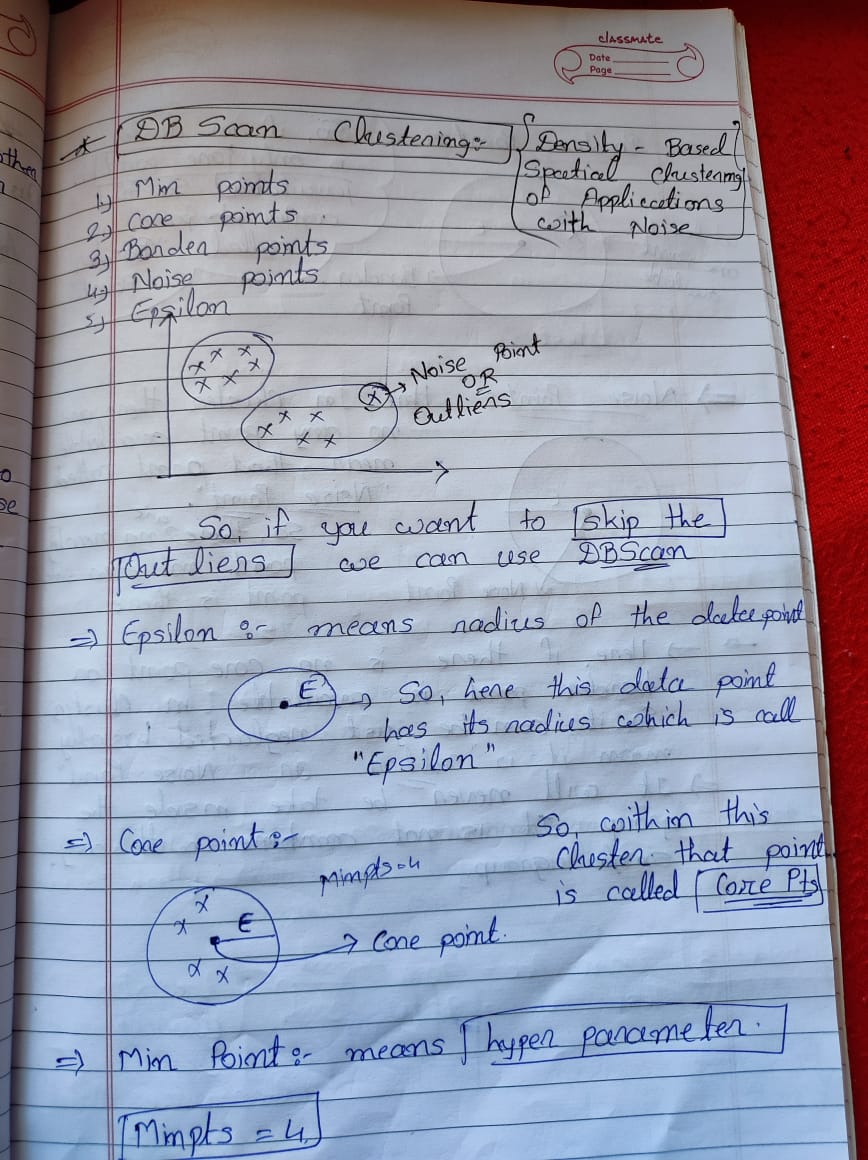 classmate
Date
Page
DB Scan Clustering:-
Density - Based
Spatial Clustering
of Applications
with Noise
1) Min points
2) Core points
3) Border points
4) Noise points
5) Epsilon
Noise Point
OR
Outliers
So, if you want to skip the
Out liers we can use DBScan
=> Epsilon :- means radius of the data point
E
So, here this data point
has its radius which is call
"Epsilon"
=> Core point :-
Minpts=4
So, within this
Cluster that point
is called Core Pts
E
Core point.
=> Min Point :- means hyper parameter.
Minpts = 4